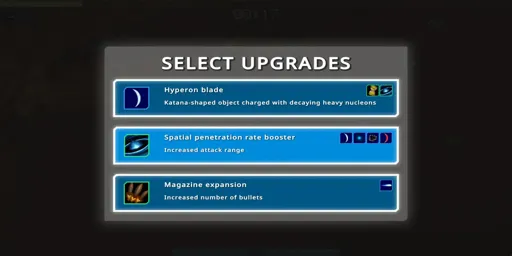 SELECT UPGRADES
Hyperon blade
Katana-shaped object charged with decaying heavy nucleons
Spatial penetration rate booster
Increased attack range
Magazine expansion
Increased number of bullets